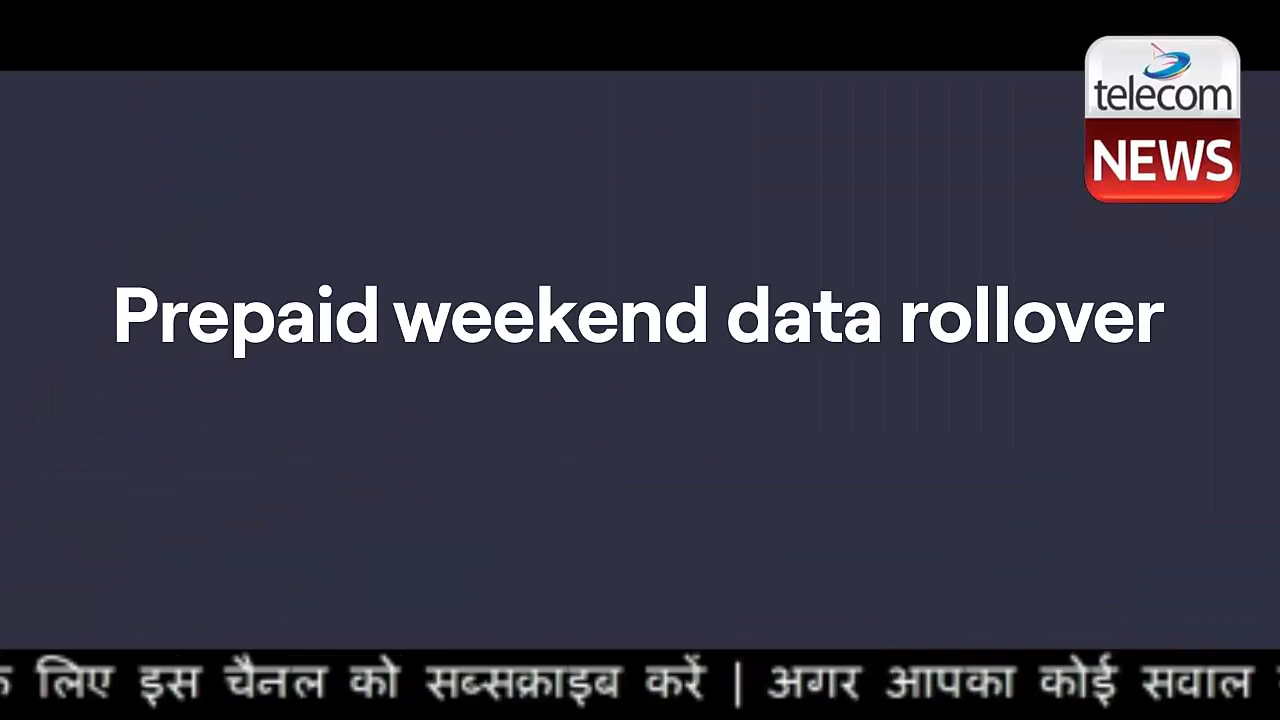 telecom
NEWS
Prepaid weekend data rollover
लिए इस चैनल को सब्सक्राइब करें | अगर आपका कोई सवाल